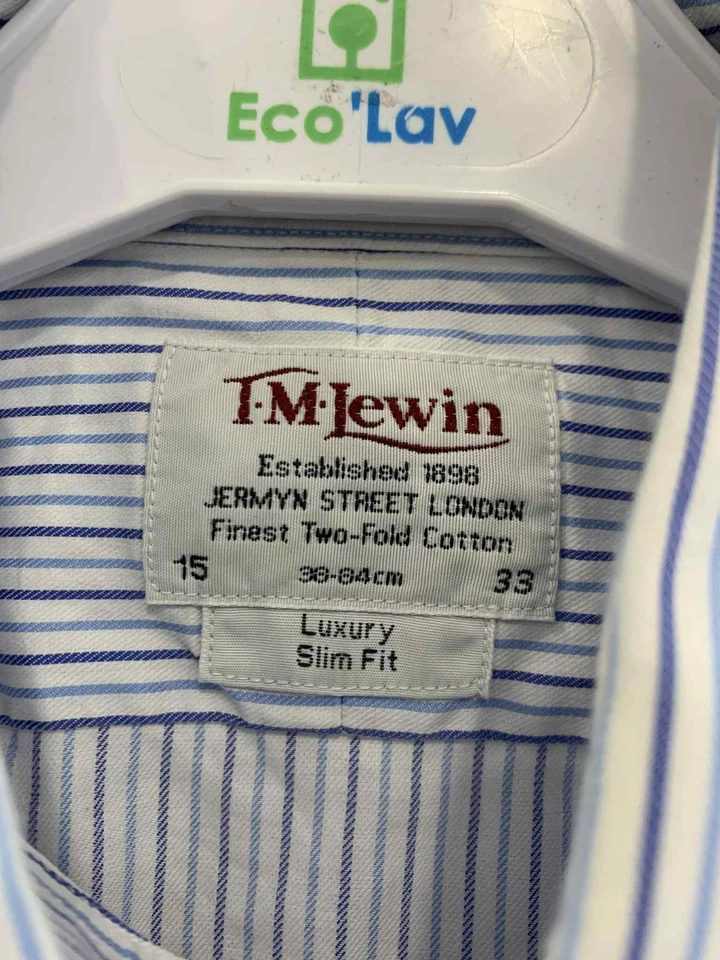 Eco'Lav
T·M·Lewin
Established 1898
JERMYN STREET LONDON
Finest Two-Fold Cotton
15 38-84cm 33
Luxury
Slim Fit